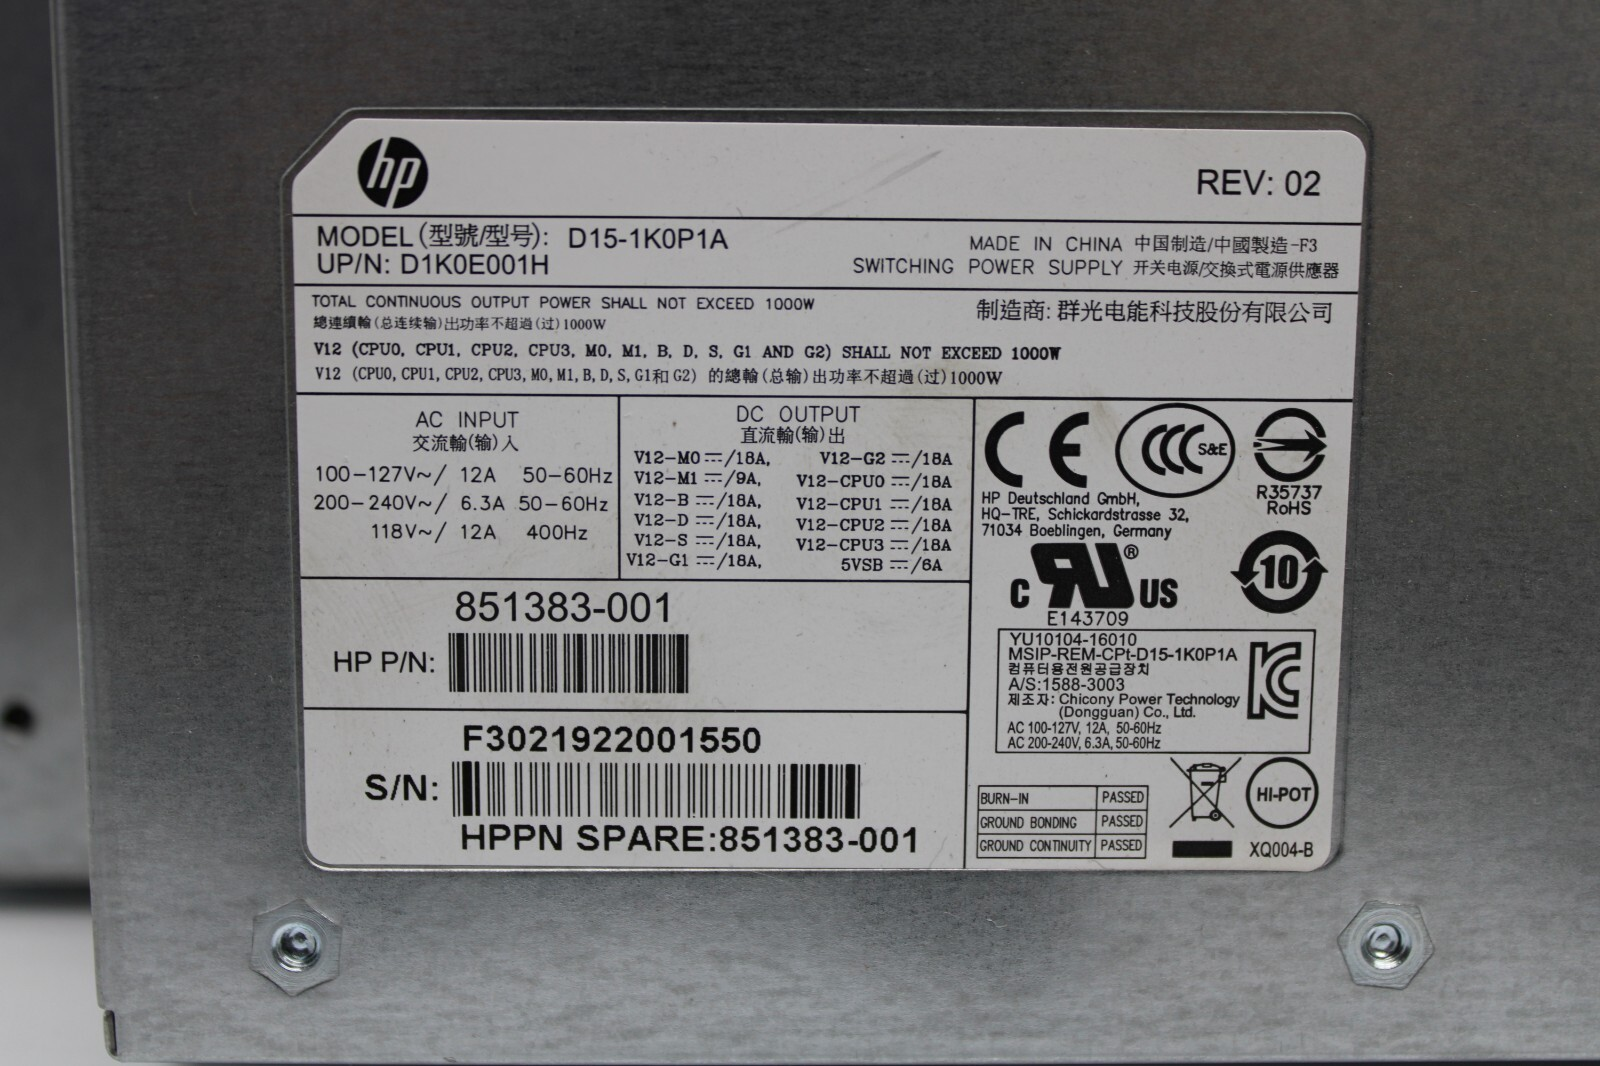 hp
REV: 02
MODEL (型號/型号): D15-1K0P1A
UP/N: D1K0E001H
MADE IN CHINA 中国制造/中國製造-F3
SWITCHING POWER SUPPLY 开关电源/交換式電源供應器
TOTAL CONTINUOUS OUTPUT POWER SHALL NOT EXCEED 1000W
總連續輸(总连续输)出功率不超過(过)1000W
制造商: 群光电能科技股份有限公司
V12 (CPU0, CPU1, CPU2, CPU3, M0, M1, B, D, S, G1 AND G2) SHALL NOT EXCEED 1000W
V12 (CPU0, CPU1, CPU2, CPU3, M0, M1, B, D, S, G1和 G2) 的總輸(总输)出功率不超過(过)1000W
AC INPUT
交流輸(输)入
100-127V~/ 12A 50-60Hz
200-240V~/ 6.3A 50-60Hz
118V~/ 12A 400Hz
DC OUTPUT
直流輸(输)出
V12-M0 ⎓/18A, V12-G2 ⎓/18A
V12-M1 ⎓/9A, V12-CPU0 ⎓/18A
V12-B ⎓/18A, V12-CPU1 ⎓/18A
V12-D ⎓/18A, V12-CPU2 ⎓/18A
V12-S ⎓/18A, V12-CPU3 ⎓/18A
V12-G1 ⎓/18A, 5VSB ⎓/6A
CE
CCC S&E
R35737
RoHS
HP Deutschland GmbH,
HQ-TRE, Schickardstrasse 32,
71034 Boeblingen, Germany
c RU® US
E143709
10
851383-001
HP P/N:
F3021922001550
S/N:
HPPN SPARE:851383-001
YU10104-16010
MSIP-REM-CPt-D15-1K0P1A
컴퓨터용전원공급장치
A/S:1588-3003
제조자: Chicony Power Technology
(Dongguan) Co., Ltd.
AC 100-127V, 12A, 50-60Hz
AC 200-240V, 6.3A, 50-60Hz
KC
BURN-IN PASSED
GROUND BONDING PASSED
GROUND CONTINUITY PASSED
HI-POT
XQ004-B